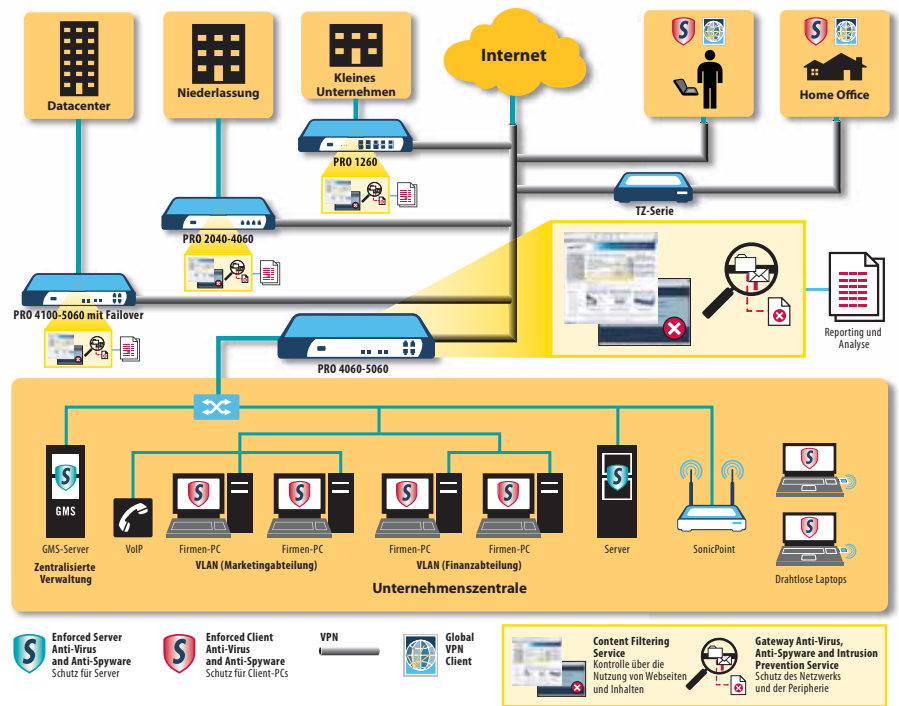 Datacenter
Niederlassung
Kleines
Unternehmen
Internet
S
S
Home Office
PRO 1260
TZ-Serie
PRO 2040-4060
PRO 4100-5060 mit Failover
Reporting und
Analyse
PRO 4060-5060
S
GMS
S
S
S
S
S
S
S
GMS-Server
VoIP
Firmen-PC
Firmen-PC
Firmen-PC
Firmen-PC
Server
SonicPoint
Drahtlose Laptops
Zentralisierte
Verwaltung
VLAN (Marketingabteilung)
VLAN (Finanzabteilung)
Unternehmenszentrale
S
Enforced Server
Anti-Virus
and Anti-Spyware
Schutz für Server
S
Enforced Client
Anti-Virus
and Anti-Spyware
Schutz für Client-PCs
VPN
Global
VPN
Client
Content Filtering
Service
Kontrolle über die
Nutzung von Webseiten
und Inhalten
Gateway Anti-Virus,
Anti-Spyware and Intrusion
Prevention Service
Schutz des Netzwerks
und der Peripherie